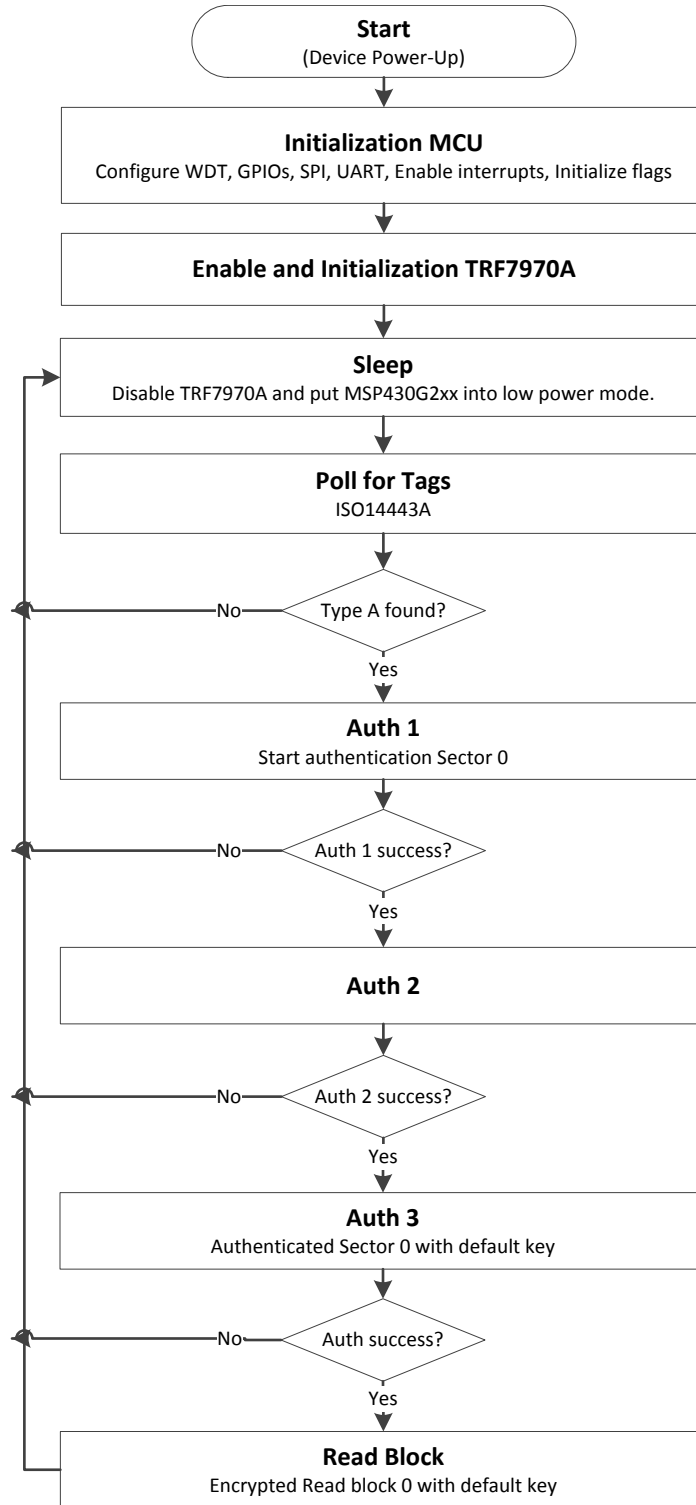 Start
(Device Power-Up)
Initialization MCU
Configure WDT, GPIOs, SPI, UART, Enable interrupts, Initialize flags
Enable and Initialization TRF7970A
Sleep
Disable TRF7970A and put MSP430G2xx into low power mode.
Poll for Tags
ISO14443A
No
Type A found?
Yes
Auth 1
Start authentication Sector 0
No
Auth 1 success?
Yes
Auth 2
No
Auth 2 success?
Yes
Auth 3
Authenticated Sector 0 with default key
No
Auth success?
Yes
Read Block
Encrypted Read block 0 with default key